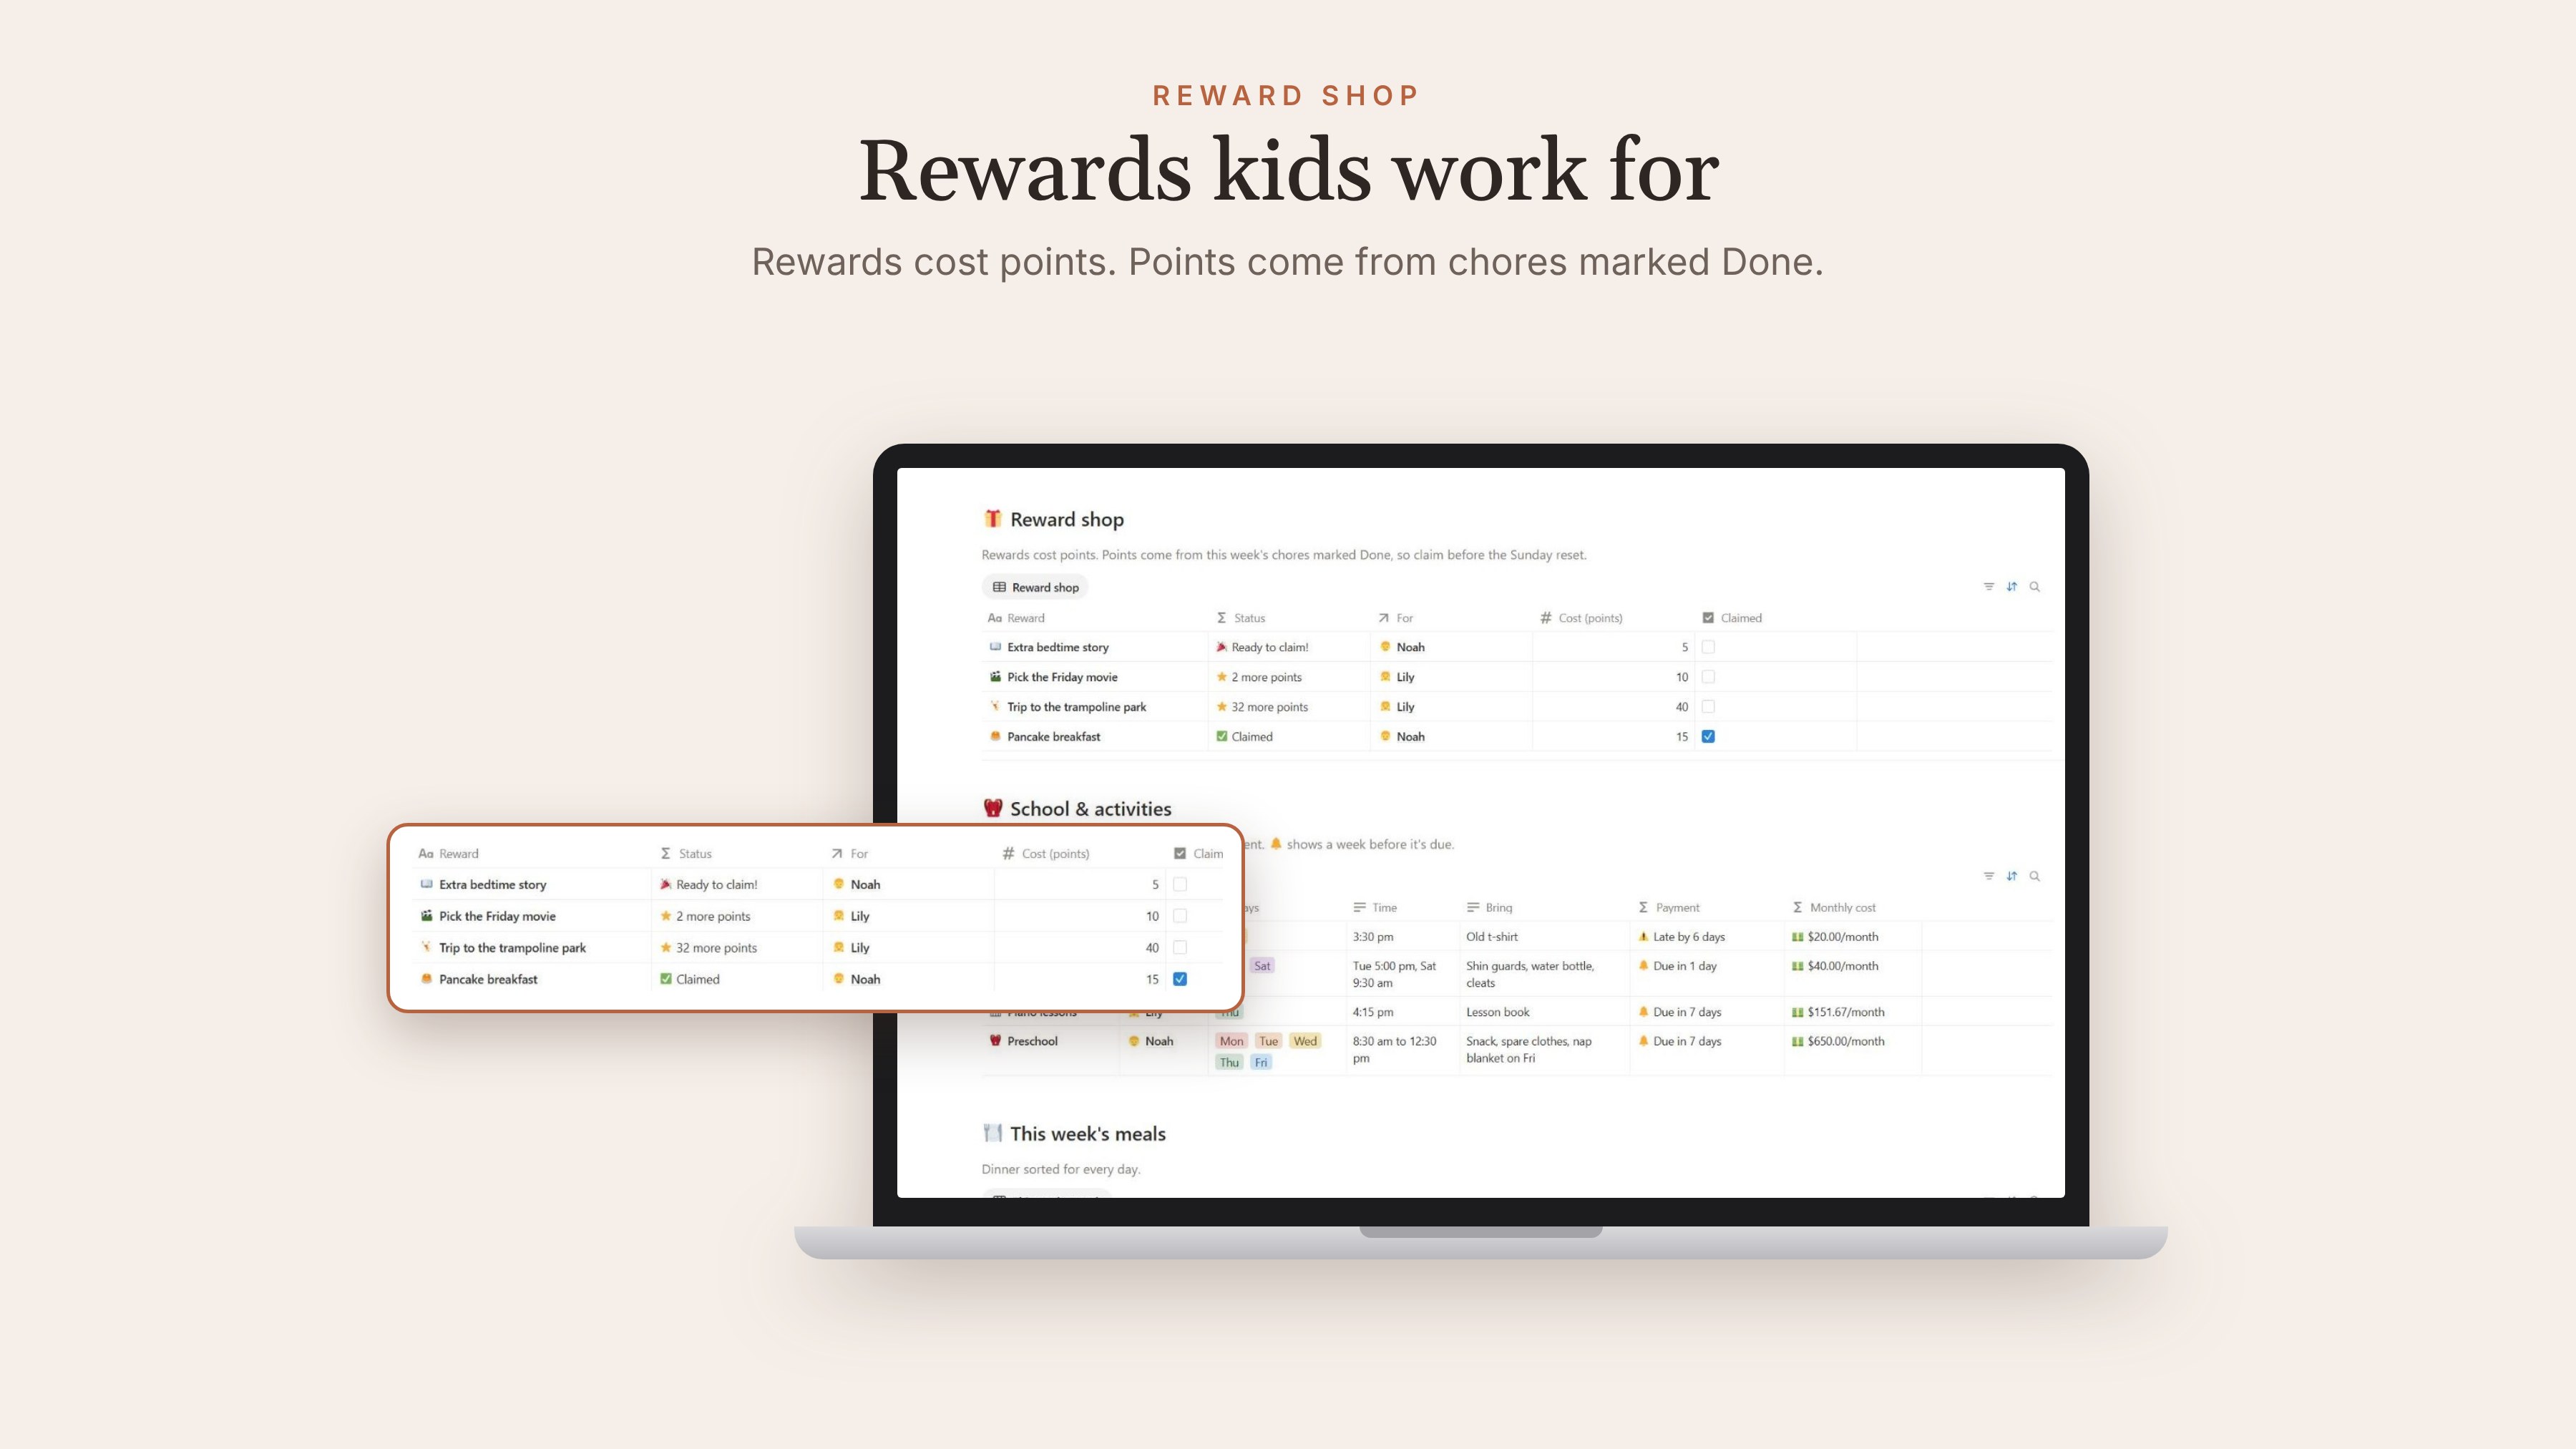 REWARD SHOP
Rewards kids work for
Rewards cost points. Points come from chores marked Done.
Reward shop
Rewards cost points. Points come from this week's chores marked Done, so claim before the Sunday reset.
Reward shop
Aa Reward Σ Status For # Cost (points) Claimed
Extra bedtime story Ready to claim! Noah 5
Pick the Friday movie 2 more points Lily 10
Trip to the trampoline park 32 more points Lily 40
Pancake breakfast Claimed Noah 15
School & activities
ent. shows a week before it's due.
Aa Reward Σ Status For # Cost (points) Claim
Extra bedtime story Ready to claim! Noah 5
Pick the Friday movie 2 more points Lily 10
Trip to the trampoline park 32 more points Lily 40
Pancake breakfast Claimed Noah 15
ays Time Bring Σ Payment Σ Monthly cost
3:30 pm Old t-shirt Late by 6 days $20.00/month
Sat Tue 5:00 pm, Sat Shin guards, water bottle, Due in 1 day $40.00/month
9:30 am cleats
Piano lessons Lily Thu 4:15 pm Lesson book Due in 7 days $151.67/month
Preschool Noah Mon Tue Wed 8:30 am to 12:30 Snack, spare clothes, nap Due in 7 days $650.00/month
Thu Fri pm blanket on Fri
This week's meals
Dinner sorted for every day.